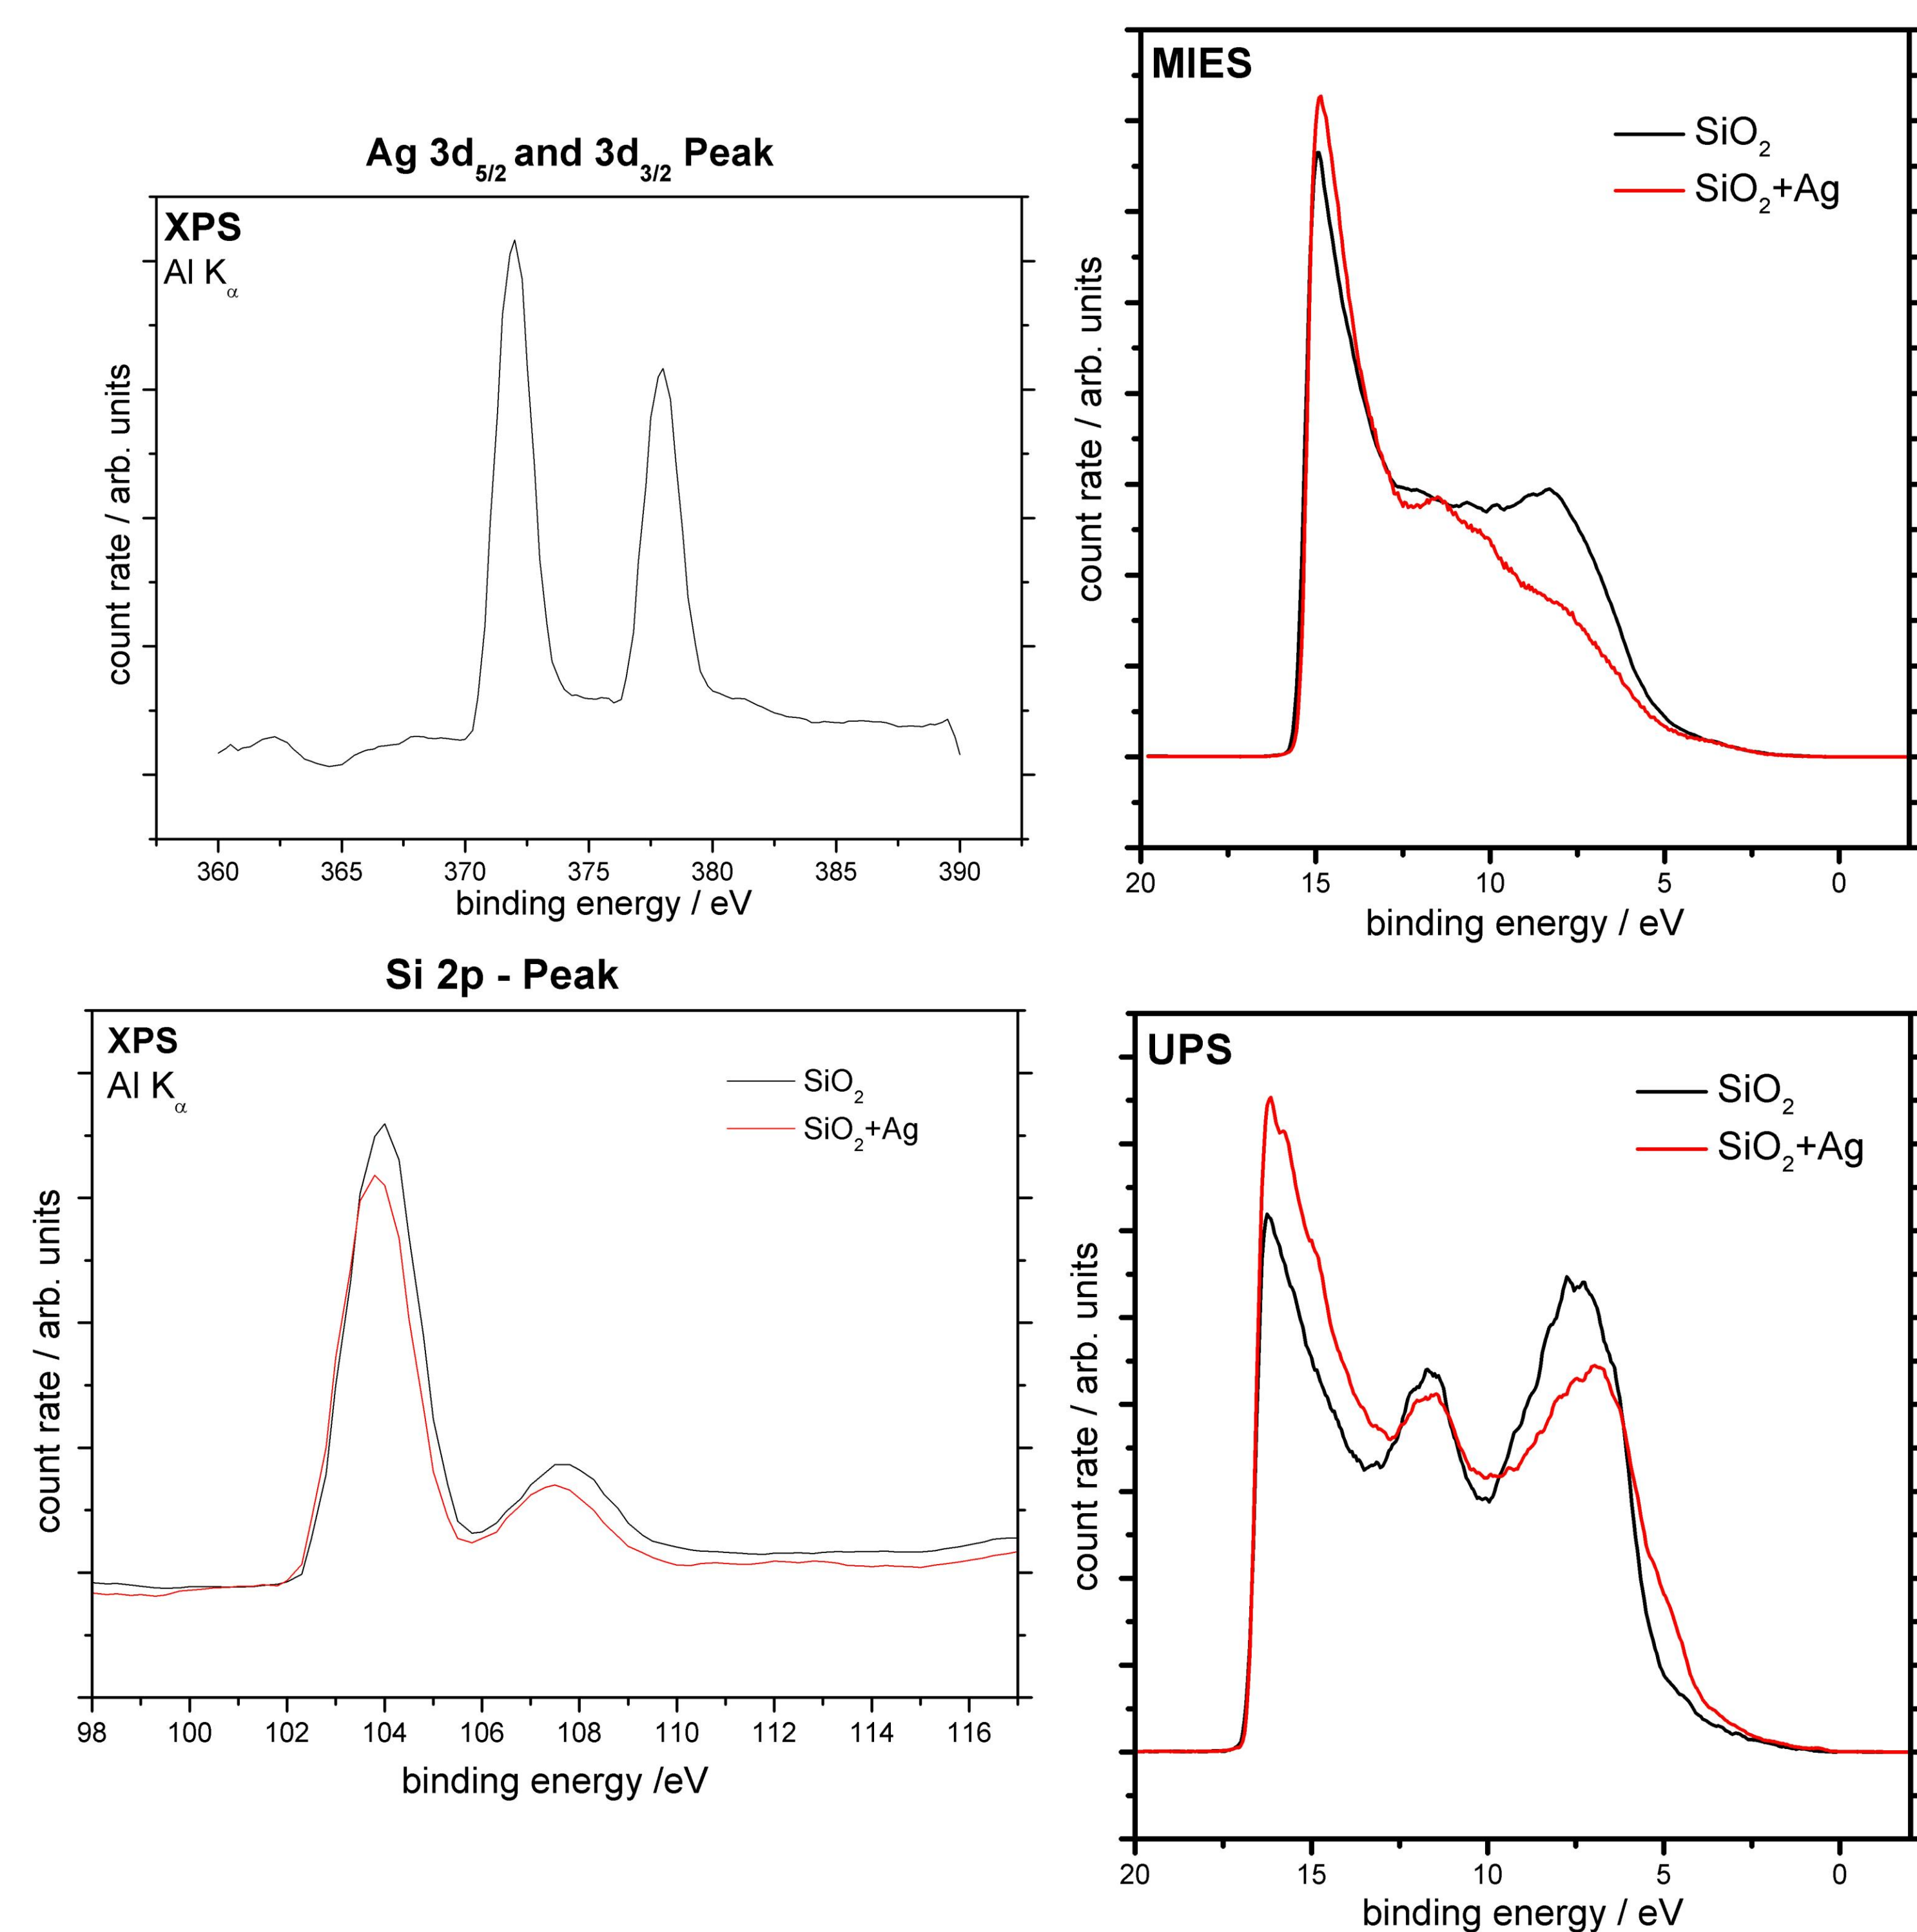 Ag 3d5/2 and 3d3/2 Peak
XPS
Al Kα
count rate / arb. units
360 365 370 375 380 385 390
binding energy / eV
MIES
SiO2
SiO2+Ag
count rate / arb. units
20 15 10 5 0
binding energy / eV
Si 2p - Peak
XPS
Al Kα
SiO2
SiO2+Ag
count rate / arb. units
98 100 102 104 106 108 110 112 114 116
binding energy /eV
UPS
SiO2
SiO2+Ag
count rate / arb. units
20 15 10 5 0
binding energy / eV